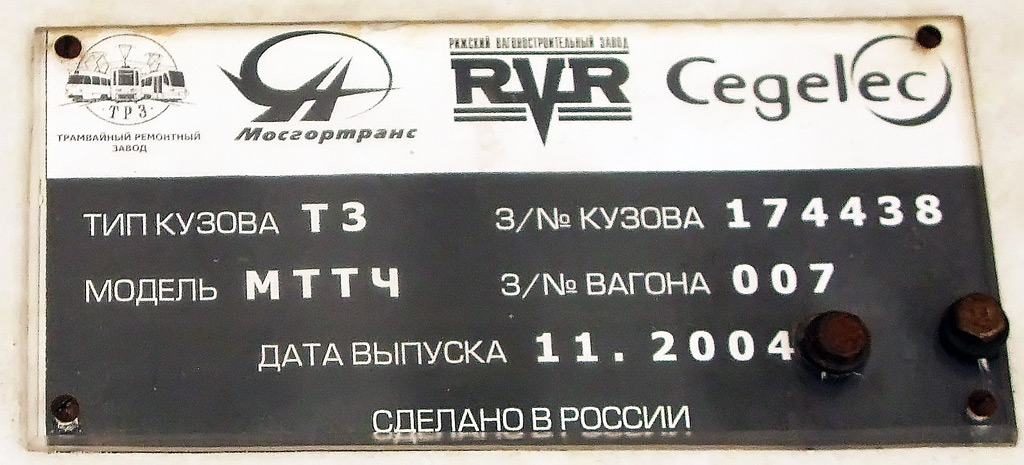 ТРЗ
ТРАМВАЙНЫЙ РЕМОНТНЫЙ
ЗАВОД
Мосгортранс
РИЖСКИЙ ВАГОНОСТРОИТЕЛЬНЫЙ ЗАВОД
RVR
Cegelec
ТИП КУЗОВА Т3 З/№ КУЗОВА 174438
МОДЕЛЬ МТТЧ З/№ ВАГОНА 007
ДАТА ВЫПУСКА 11.2004
СДЕЛАНО В РОССИИ